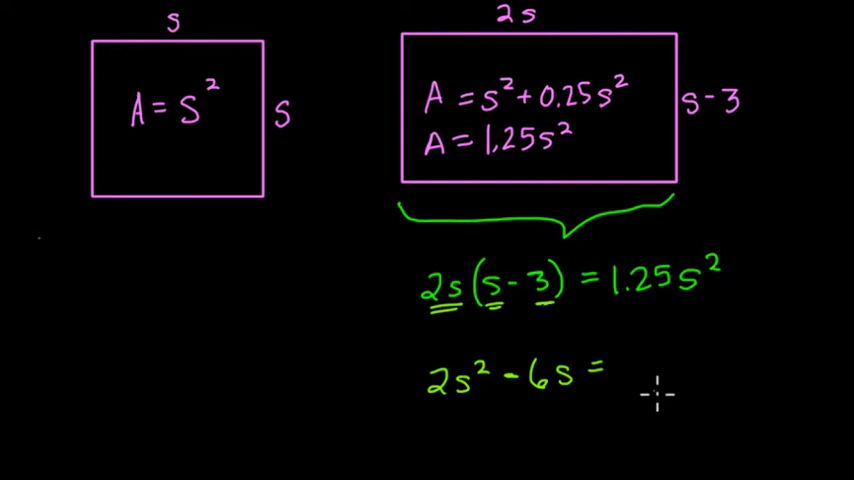 s
A = s²
s
2s
A = s² + 0.25s²
A = 1.25s²
s - 3
2s(s - 3) = 1.25s²
2s² - 6s =